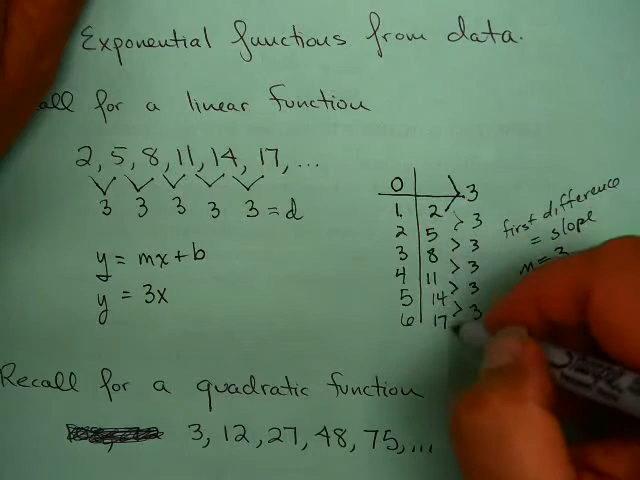 Exponential functions from data.
all for a linear function
2, 5, 8, 11, 14, 17, ...
3 3 3 3 3 = d
y = mx + b
y = 3x
0 3
1 2 3
2 5 3
3 8 3
4 11 3
5 14 3
6 17
first difference
= slope
m = 3
Recall for a quadratic function
3, 12, 27, 48, 75, ...